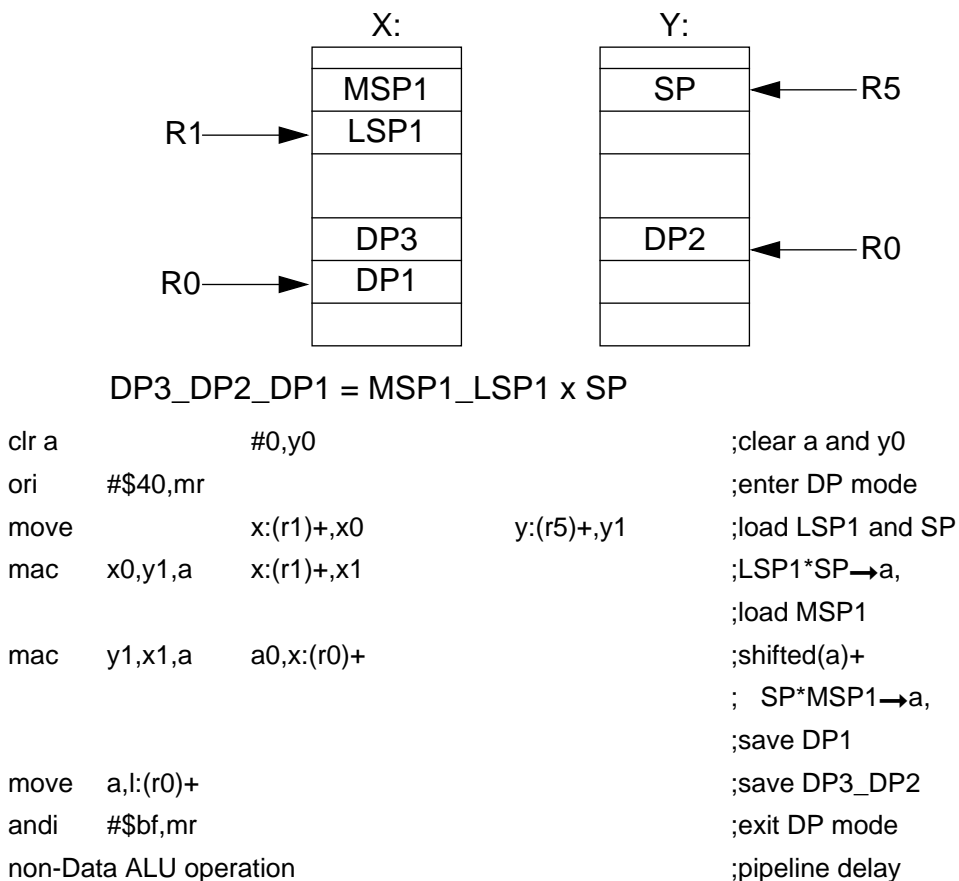 X: Y:
MSP1 SP R5
R1 LSP1
DP3 DP2 R0
R0 DP1
DP3_DP2_DP1 = MSP1_LSP1 x SP
clr a #0,y0 ;clear a and y0
ori #$40,mr ;enter DP mode
move x:(r1)+,x0 y:(r5)+,y1 ;load LSP1 and SP
mac x0,y1,a x:(r1)+,x1 ;LSP1*SP→a,
;load MSP1
mac y1,x1,a a0,x:(r0)+ ;shifted(a)+
; SP*MSP1→a,
;save DP1
move a,l:(r0)+ ;save DP3_DP2
andi #$bf,mr ;exit DP mode
non-Data ALU operation ;pipeline delay